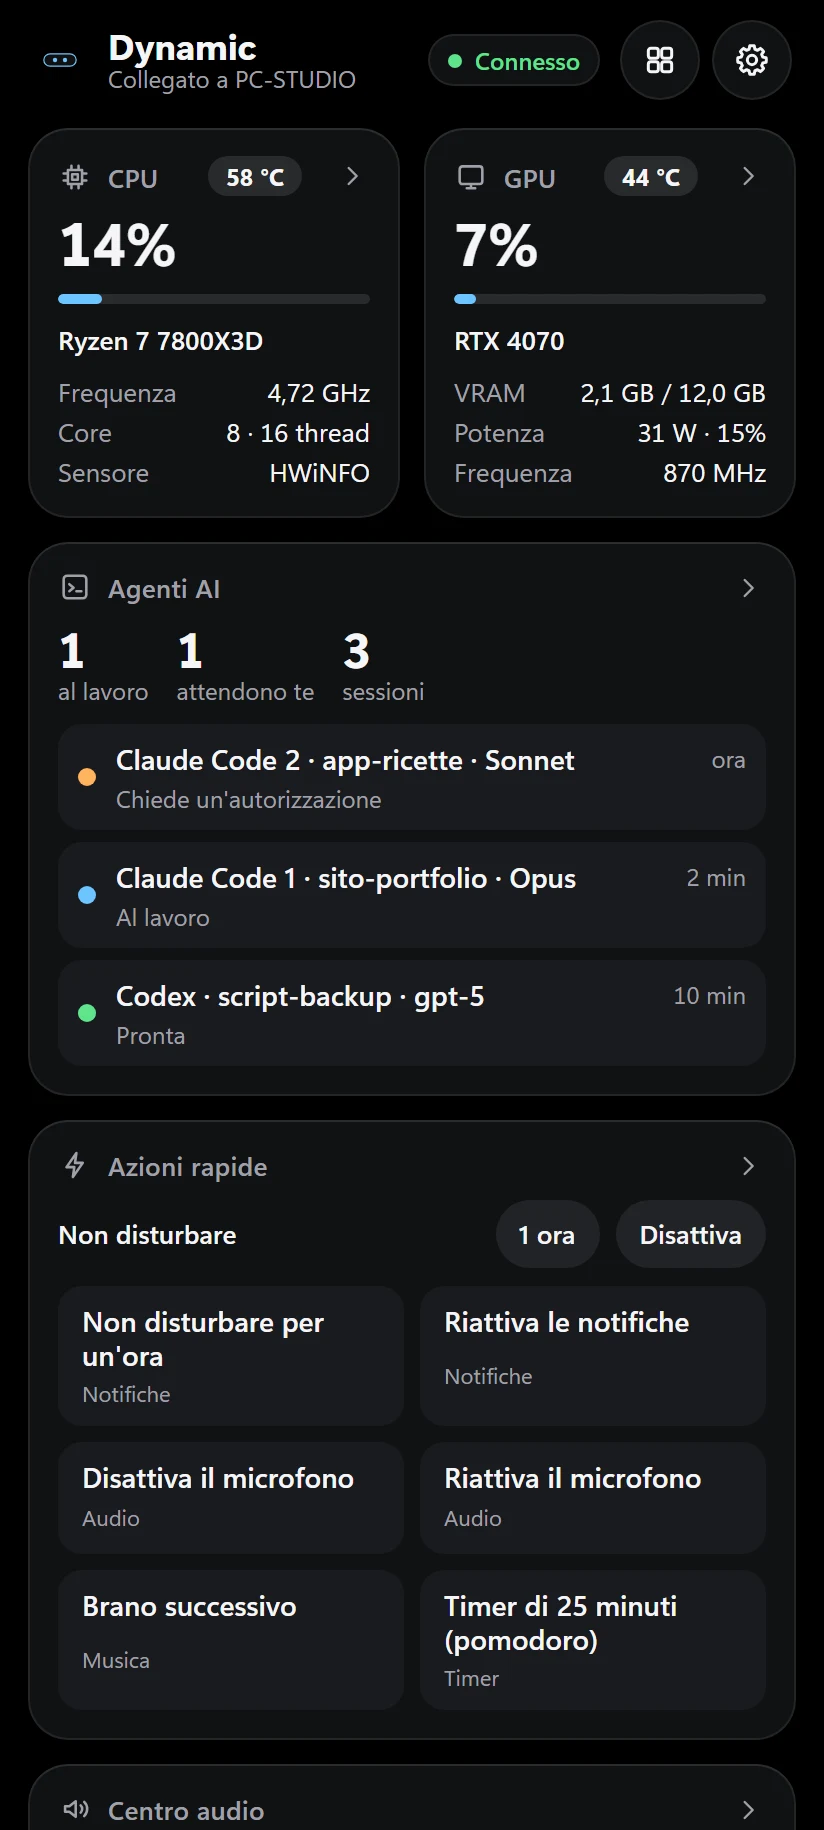 Dynamic
Collegato a PC-STUDIO
Connesso
CPU
58 °C
14%
Ryzen 7 7800X3D
Frequenza 4,72 GHz
Core 8 · 16 thread
Sensore HWiNFO
GPU
44 °C
7%
RTX 4070
VRAM 2,1 GB / 12,0 GB
Potenza 31 W · 15%
Frequenza 870 MHz
Agenti AI
1 1 3
al lavoro attendono te sessioni
Claude Code 2 · app-ricette · Sonnet ora
Chiede un'autorizzazione
Claude Code 1 · sito-portfolio · Opus 2 min
Al lavoro
Codex · script-backup · gpt-5 10 min
Pronta
Azioni rapide
Non disturbare 1 ora Disattiva
Non disturbare per
un'ora
Notifiche
Riattiva le notifiche
Notifiche
Disattiva il microfono
Audio
Riattiva il microfono
Audio
Brano successivo
Musica
Timer di 25 minuti
(pomodoro)
Timer
Centro audio